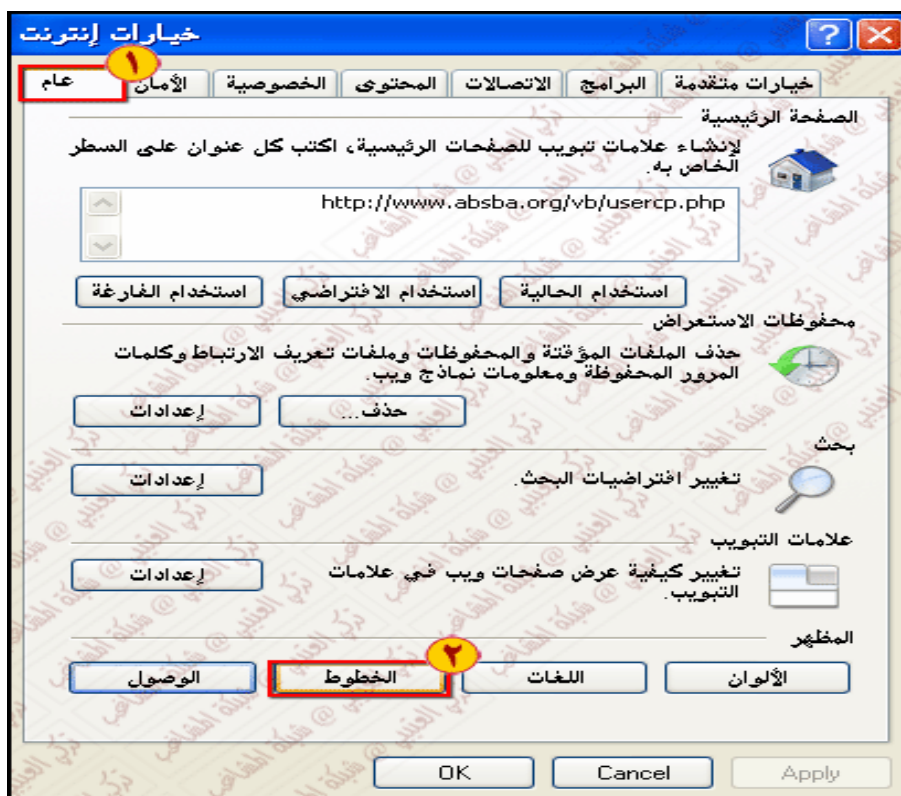 خيارات إنترنت
١
عام
الأمان
الخصوصية
المحتوى
الاتصالات
البرامج
خيارات متقدمة
الصفحة الرئيسية
لإنشاء علامات تبويب للصفحات الرئيسية، اكتب كل عنوان على السطر
الخاص به.
http://www.absba.org/vb/usercp.php
استخدام الحالية
استخدام الافتراضي
استخدام الفارغة
محفوظات الاستعراض
حذف الملفات المؤقتة والمحفوظات وملفات تعريف الارتباط وكلمات
المرور المحفوظة ومعلومات نماذج ويب.
حذف...
إعدادات
بحث
تغيير افتراضيات البحث.
إعدادات
علامات التبويب
تغيير كيفية عرض صفحات ويب في علامات
التبويب.
إعدادات
المظهر
٢
الألوان
اللغات
الخطوط
الوصول
OK
Cancel
Apply